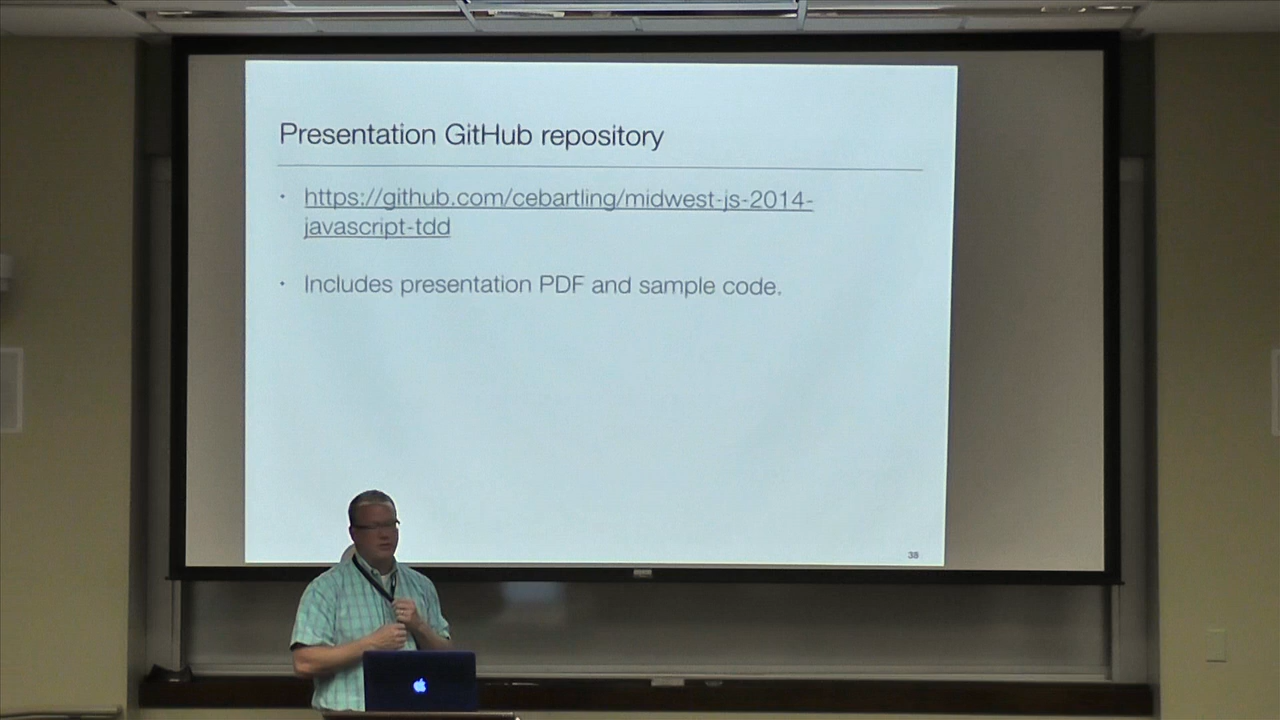 Presentation GitHub repository
• https://github.com/cebartling/midwest-js-2014-
javascript-tdd
• Includes presentation PDF and sample code.
38